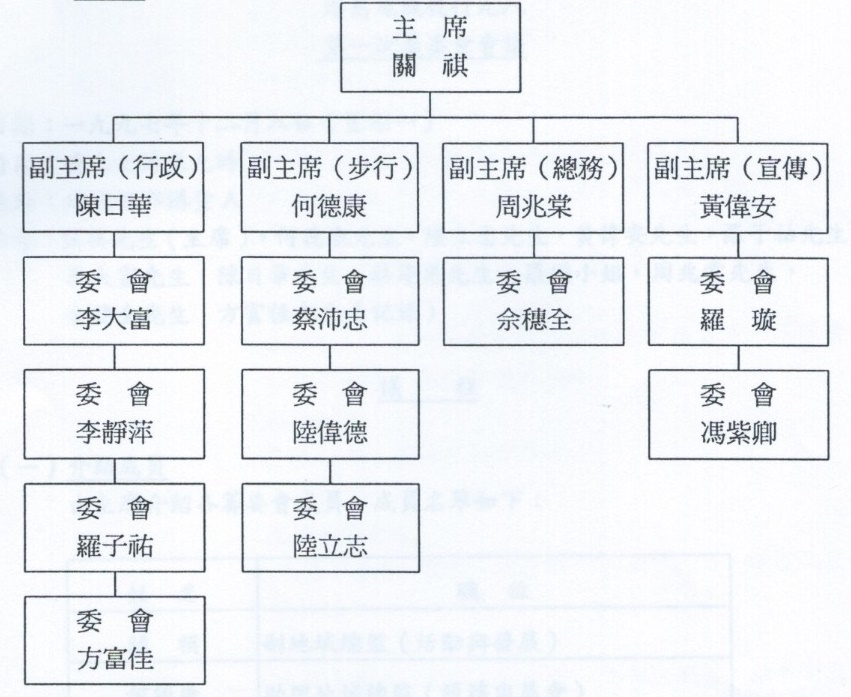 主 席
關 祺
副主席（行政）
陳日華
副主席（步行）
何德康
副主席（總務）
周兆棠
副主席（宣傳）
黃偉安
委 會
李大富
委 會
蔡沛忠
委 會
佘穗全
委 會
羅 璇
委 會
李靜萍
委 會
陸偉德
委 會
馮紫卿
委 會
羅子祐
委 會
陸立志
委 會
方富佳